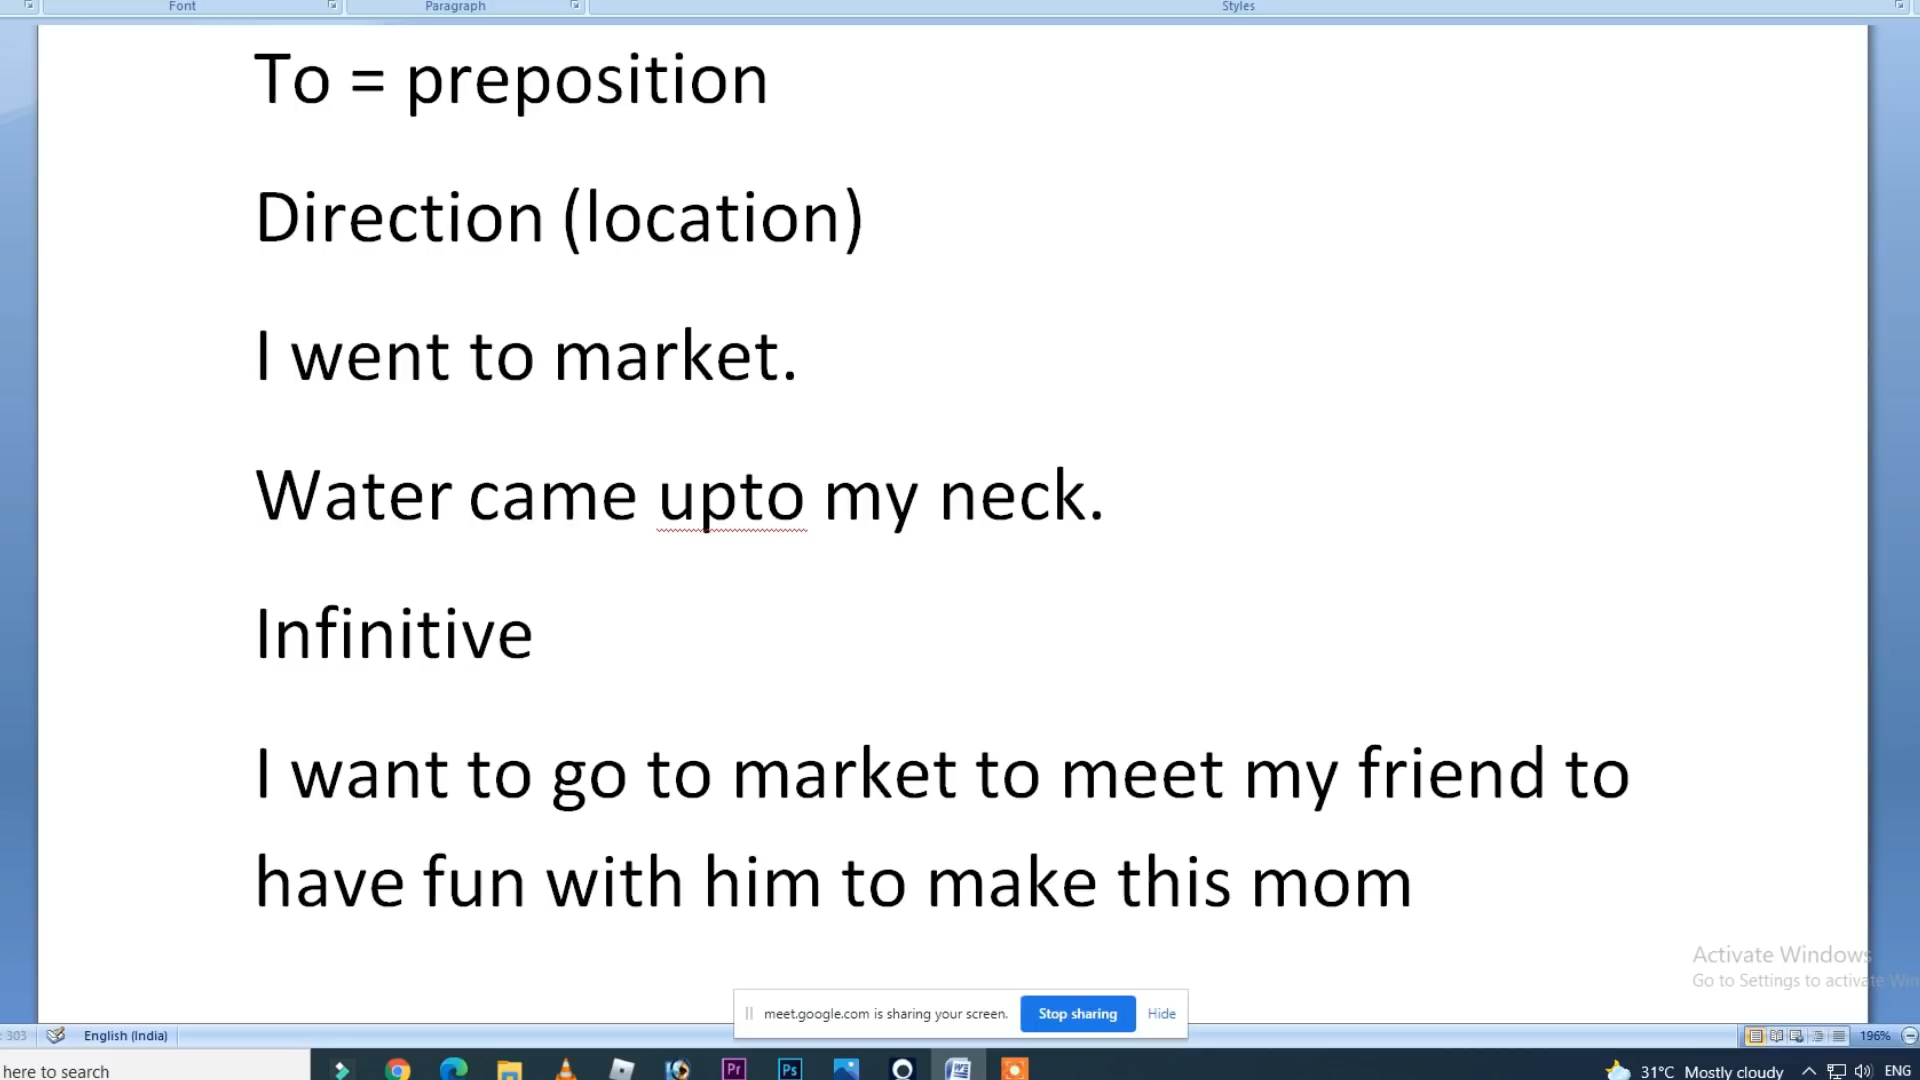 Font Paragraph Styles
To = preposition
Direction (location)
I went to market.
Water came upto my neck.
Infinitive
I want to go to market to meet my friend to
have fun with him to make this mom
Activate Windows
Go to Settings to activate Win
meet.google.com is sharing your screen. Stop sharing Hide
: 303 English (India) 196%
here to search Pr Ps 31°C Mostly cloudy ENG